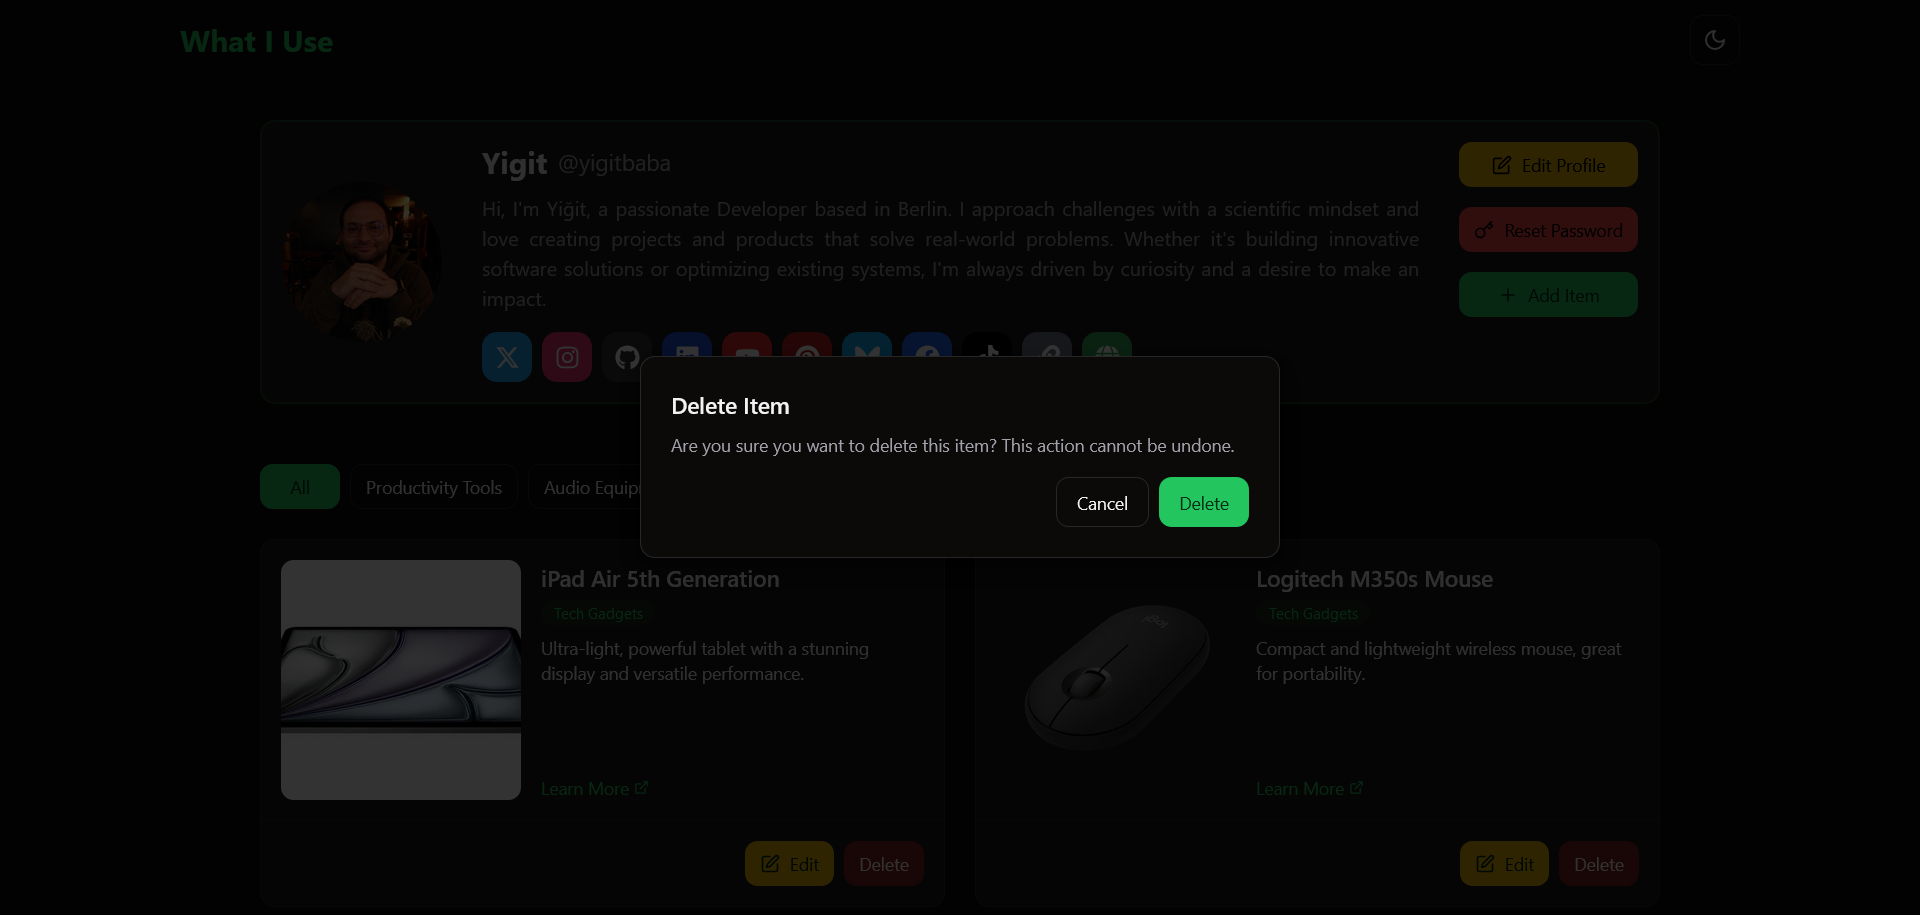 What I Use
Yigit @yigitbaba
Edit Profile
Hi, I'm Yiğit, a passionate Developer based in Berlin. I approach challenges with a scientific mindset and
love creating projects and products that solve real-world problems. Whether it's building innovative
software solutions or optimizing existing systems, I'm always driven by curiosity and a desire to make an
impact.
Reset Password
Add Item
Delete Item
Are you sure you want to delete this item? This action cannot be undone.
Cancel
Delete
All
Productivity Tools
Audio
iPad Air 5th Generation
Tech Gadgets
Ultra-light, powerful tablet with a stunning
display and versatile performance.
Learn More
Edit
Delete
Logitech M350s Mouse
Tech Gadgets
Compact and lightweight wireless mouse, great
for portability.
Learn More
Edit
Delete